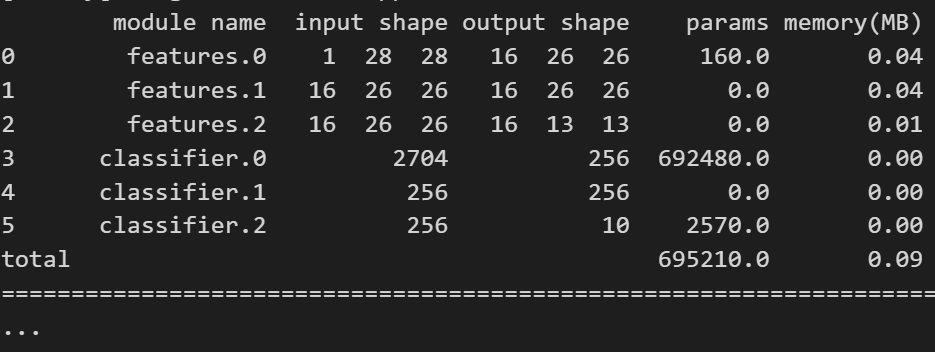 module name input shape output shape params memory(MB)
0 features.0 1 28 28 16 26 26 160.0 0.04
1 features.1 16 26 26 16 26 26 0.0 0.04
2 features.2 16 26 26 16 13 13 0.0 0.01
3 classifier.0 2704 256 692480.0 0.00
4 classifier.1 256 256 0.0 0.00
5 classifier.2 256 10 2570.0 0.00
total 695210.0 0.09
===================================================================
...